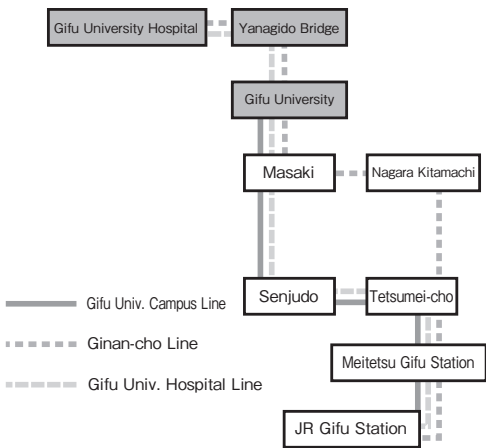 Gifu University Hospital
Yanagido Bridge
Gifu University
Masaki
Nagara Kitamachi
Senjudo
Tetsumei-cho
Gifu Univ. Campus Line
Ginan-cho Line
Meitetsu Gifu Station
Gifu Univ. Hospital Line
JR Gifu Station